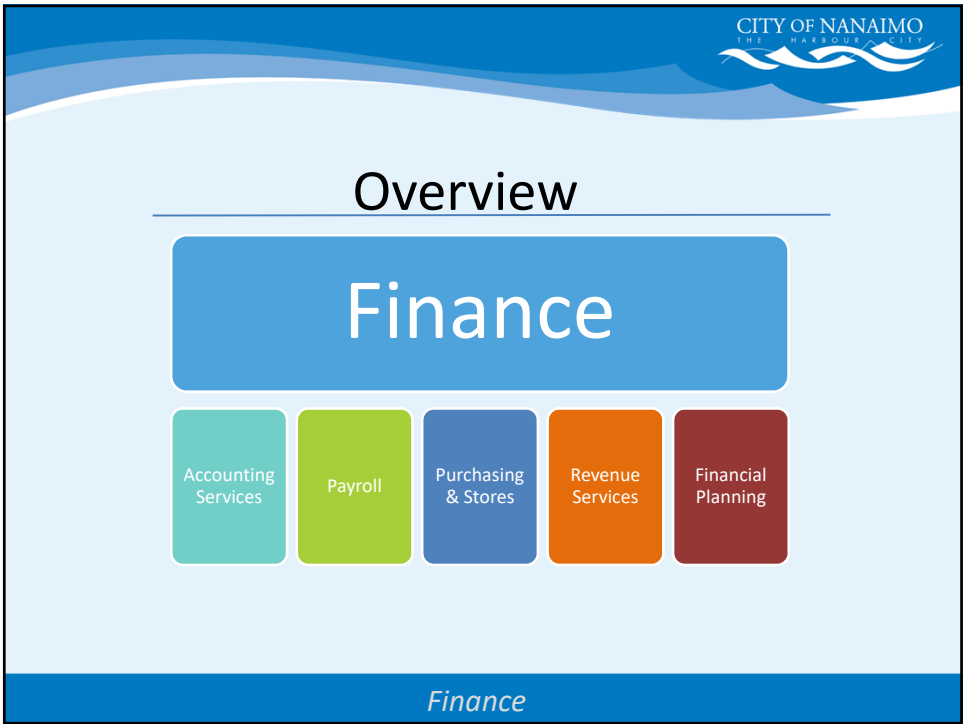 CITY OF NANAIMO
THE HARBOUR CITY
Overview
Finance
Accounting
Services
Payroll
Purchasing
& Stores
Revenue
Services
Financial
Planning
Finance